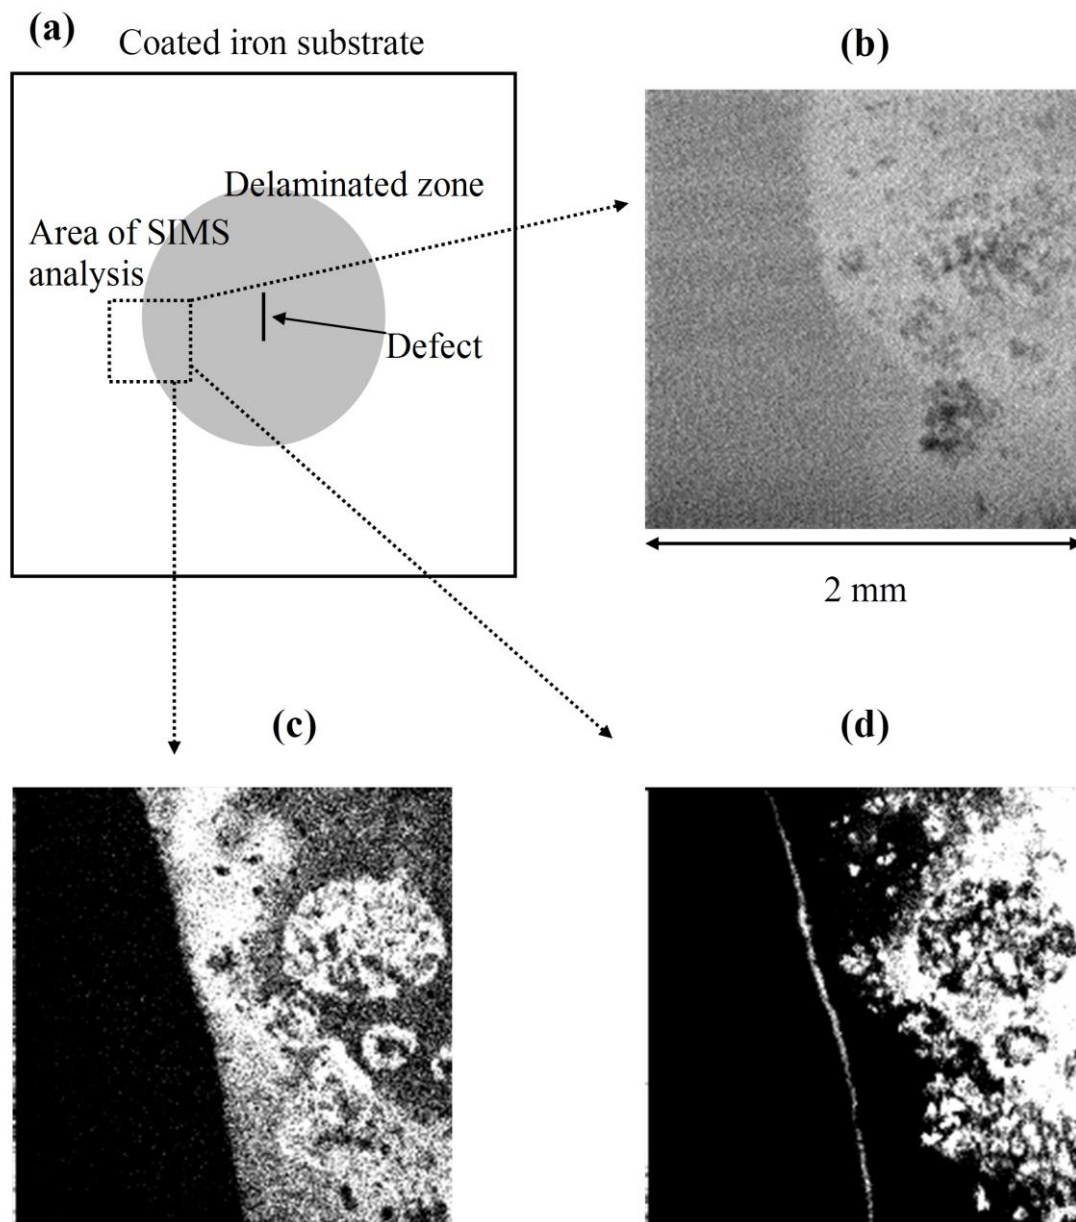 (a)
Coated iron substrate
(b)
Delaminated zone
Area of SIMS
analysis
Defect
2 mm
(c)
(d)